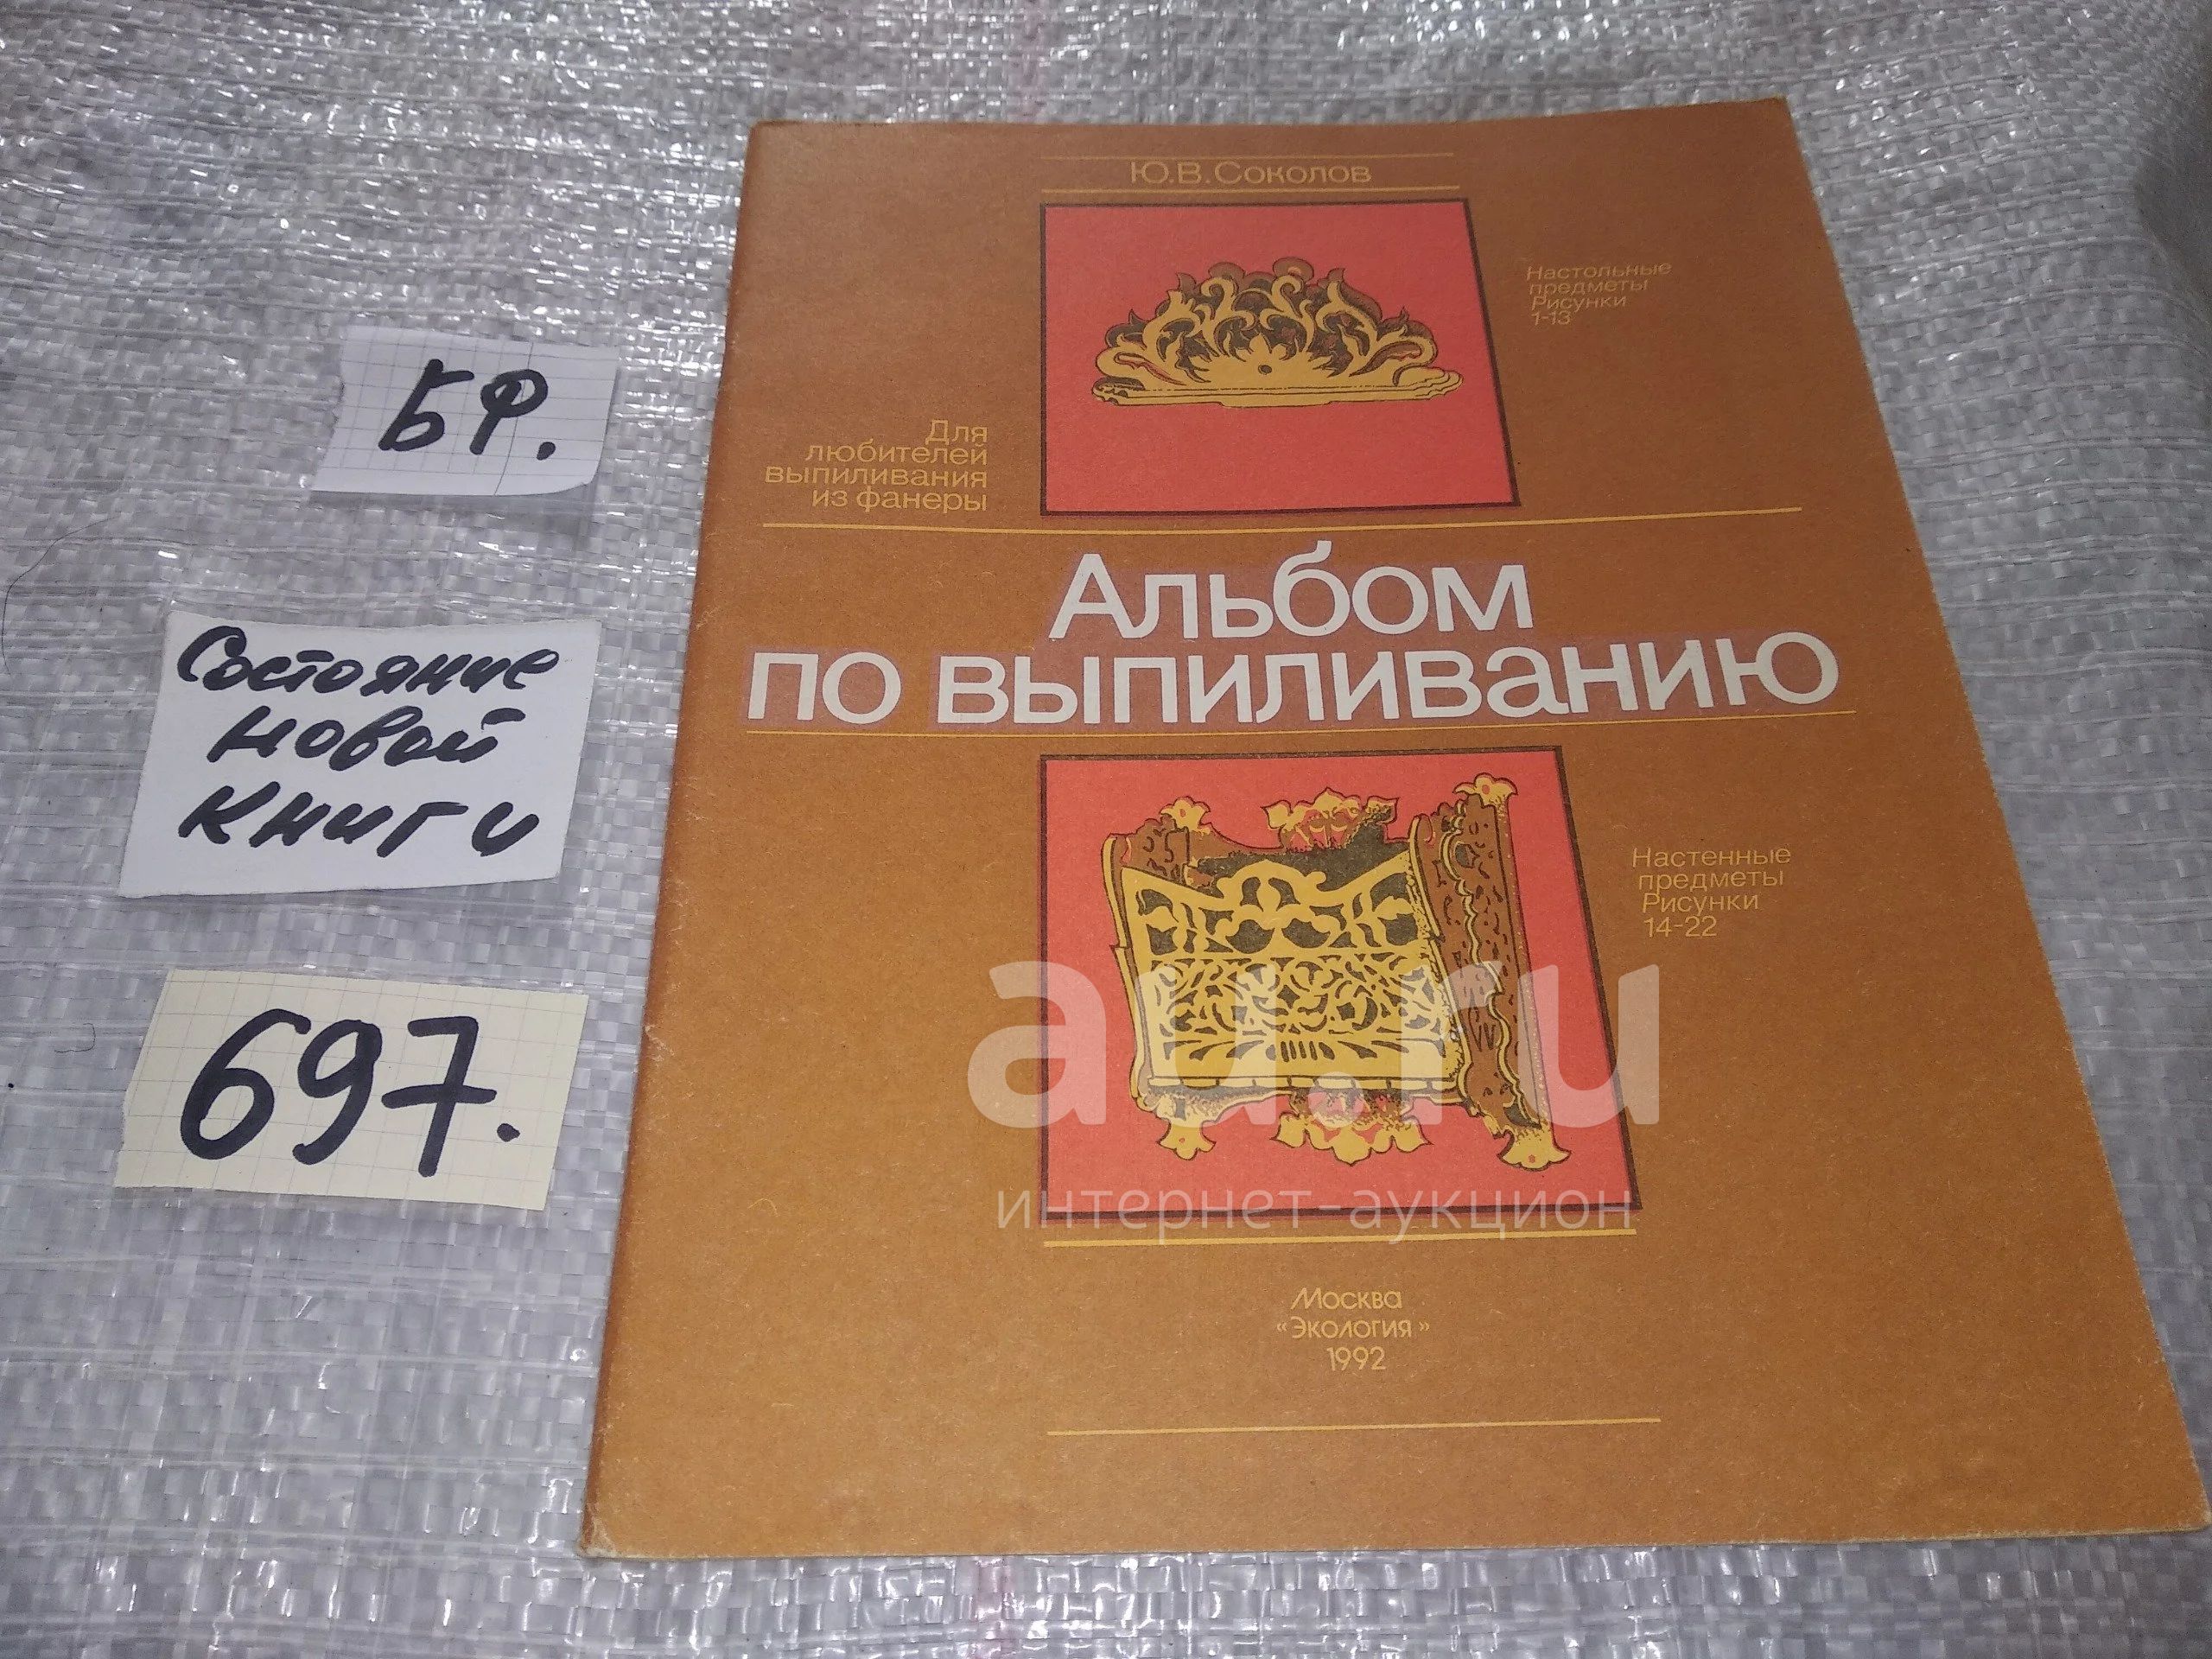 Ю.В.Соколов
Настольные
предметы
Рисунки
1-13
Для
любителей
выпиливания
из фанеры
Альбом
по выпиливанию
Настенные
предметы
Рисунки
14-22
Москва
«Экология»
1992
БФ.
Состояние
новой
книги
697.
au.ru
интернет-аукцион